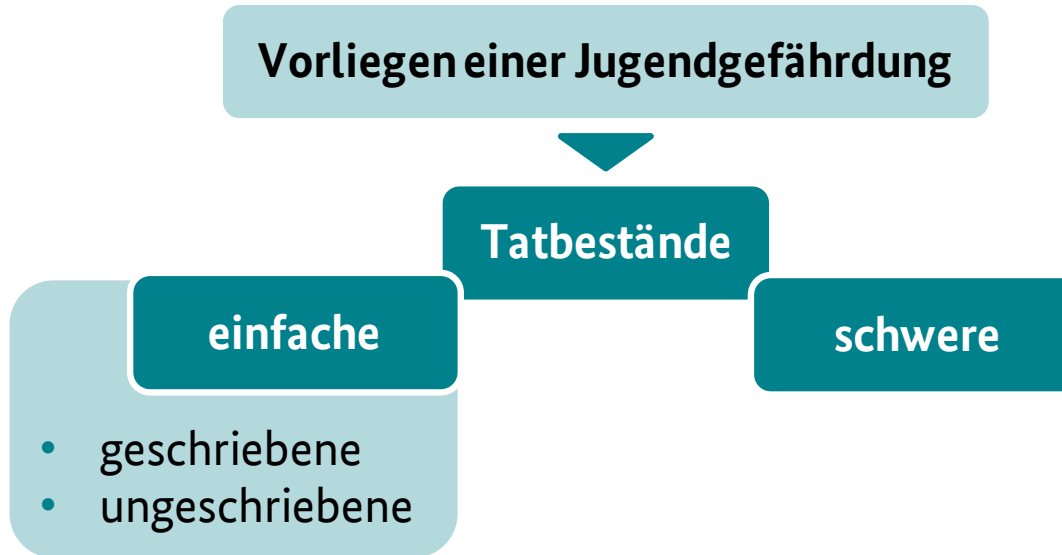 Vorliegen einer Jugendgefährdung
Tatbestände
einfache
schwere
• geschriebene
• ungeschriebene